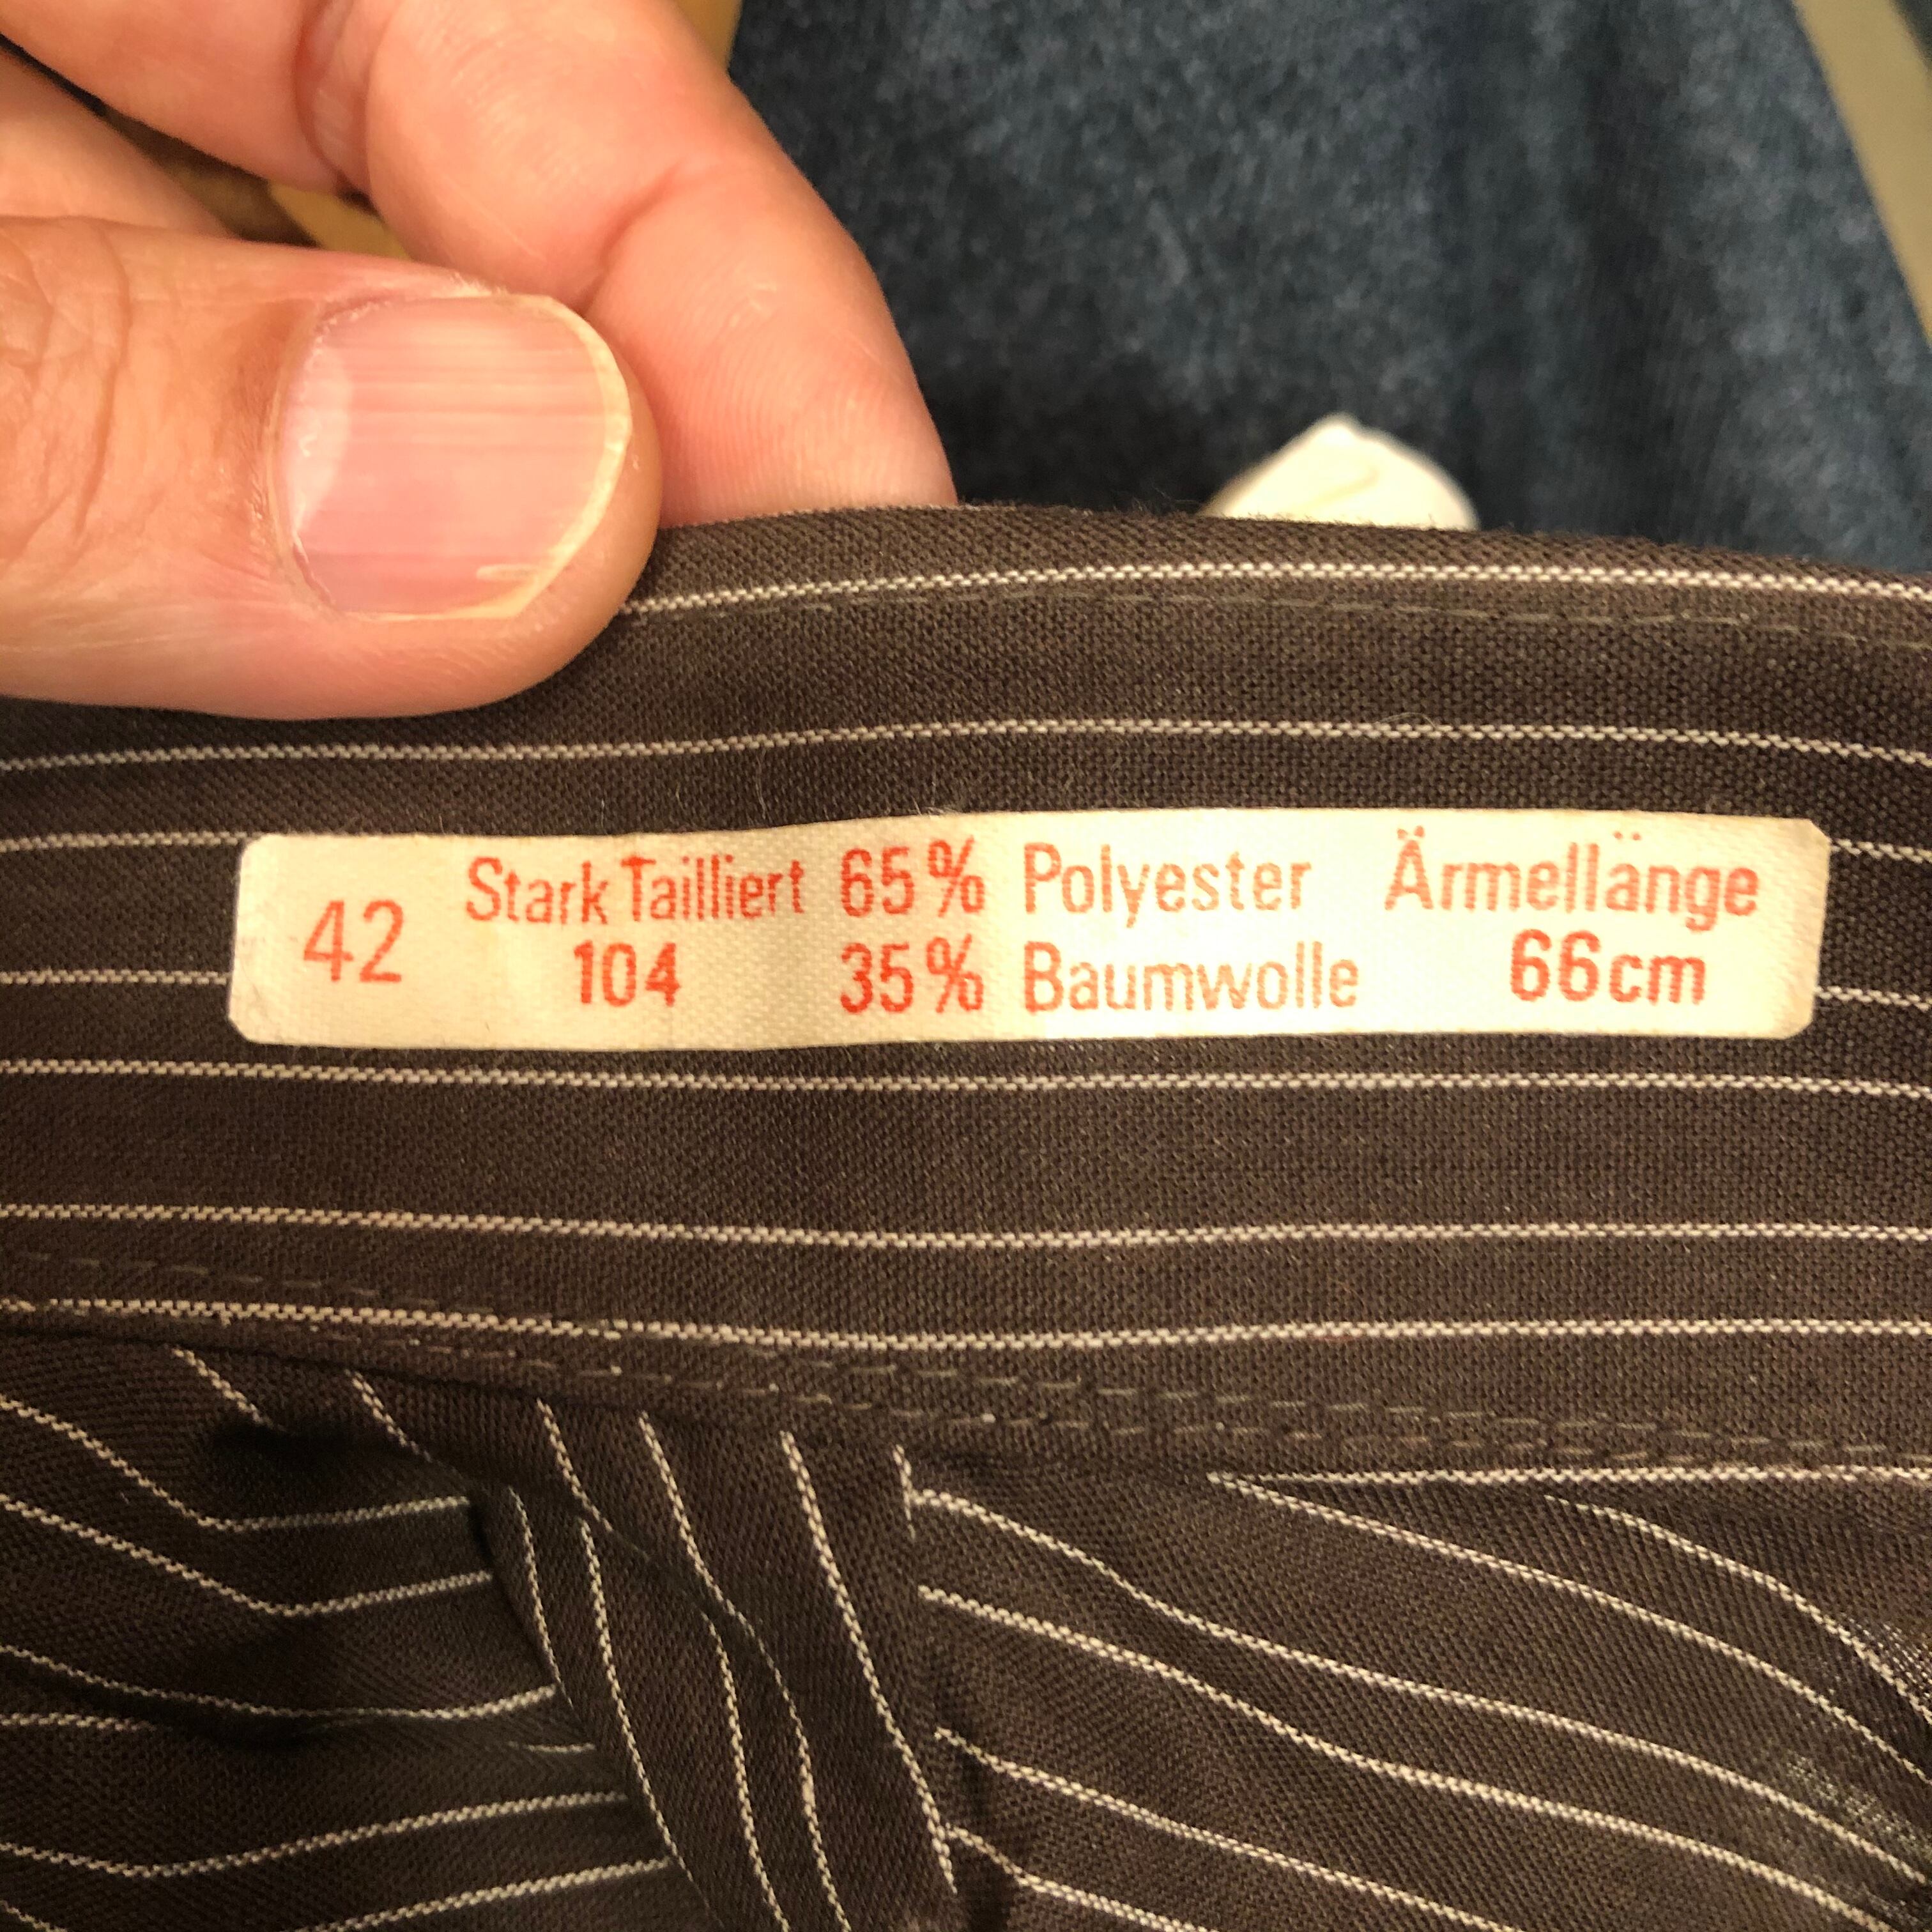 42 Stark Tailliert 65% Polyester Ärmellänge
104 35% Baumwolle 66cm